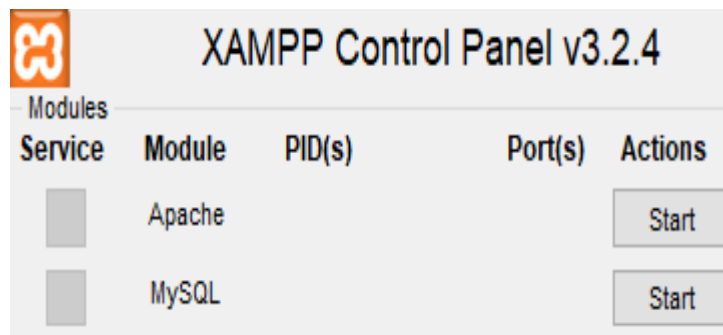 XAMPP Control Panel v3.2.4
Modules
Service Module PID(s) Port(s) Actions
Apache Start
MySQL Start